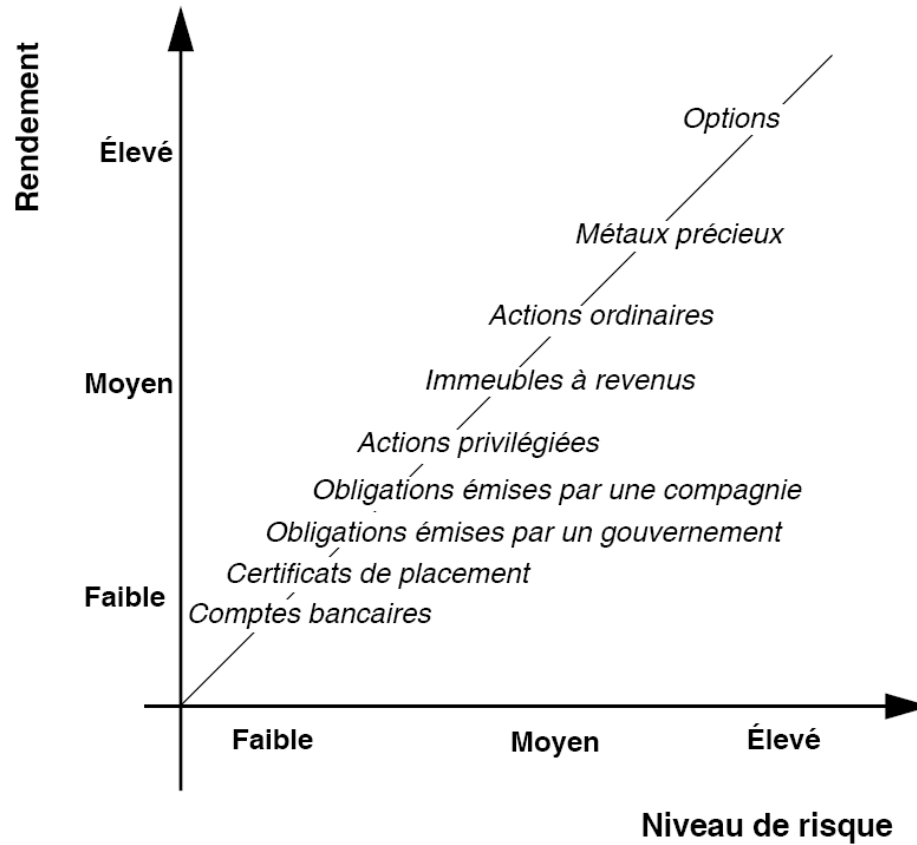 Rendement
Élevé
Options
Métaux précieux
Actions ordinaires
Moyen
Immeubles à revenus
Actions privilégiées
Obligations émises par une compagnie
Obligations émises par un gouvernement
Certificats de placement
Faible
Comptes bancaires
Faible
Moyen
Élevé
Niveau de risque